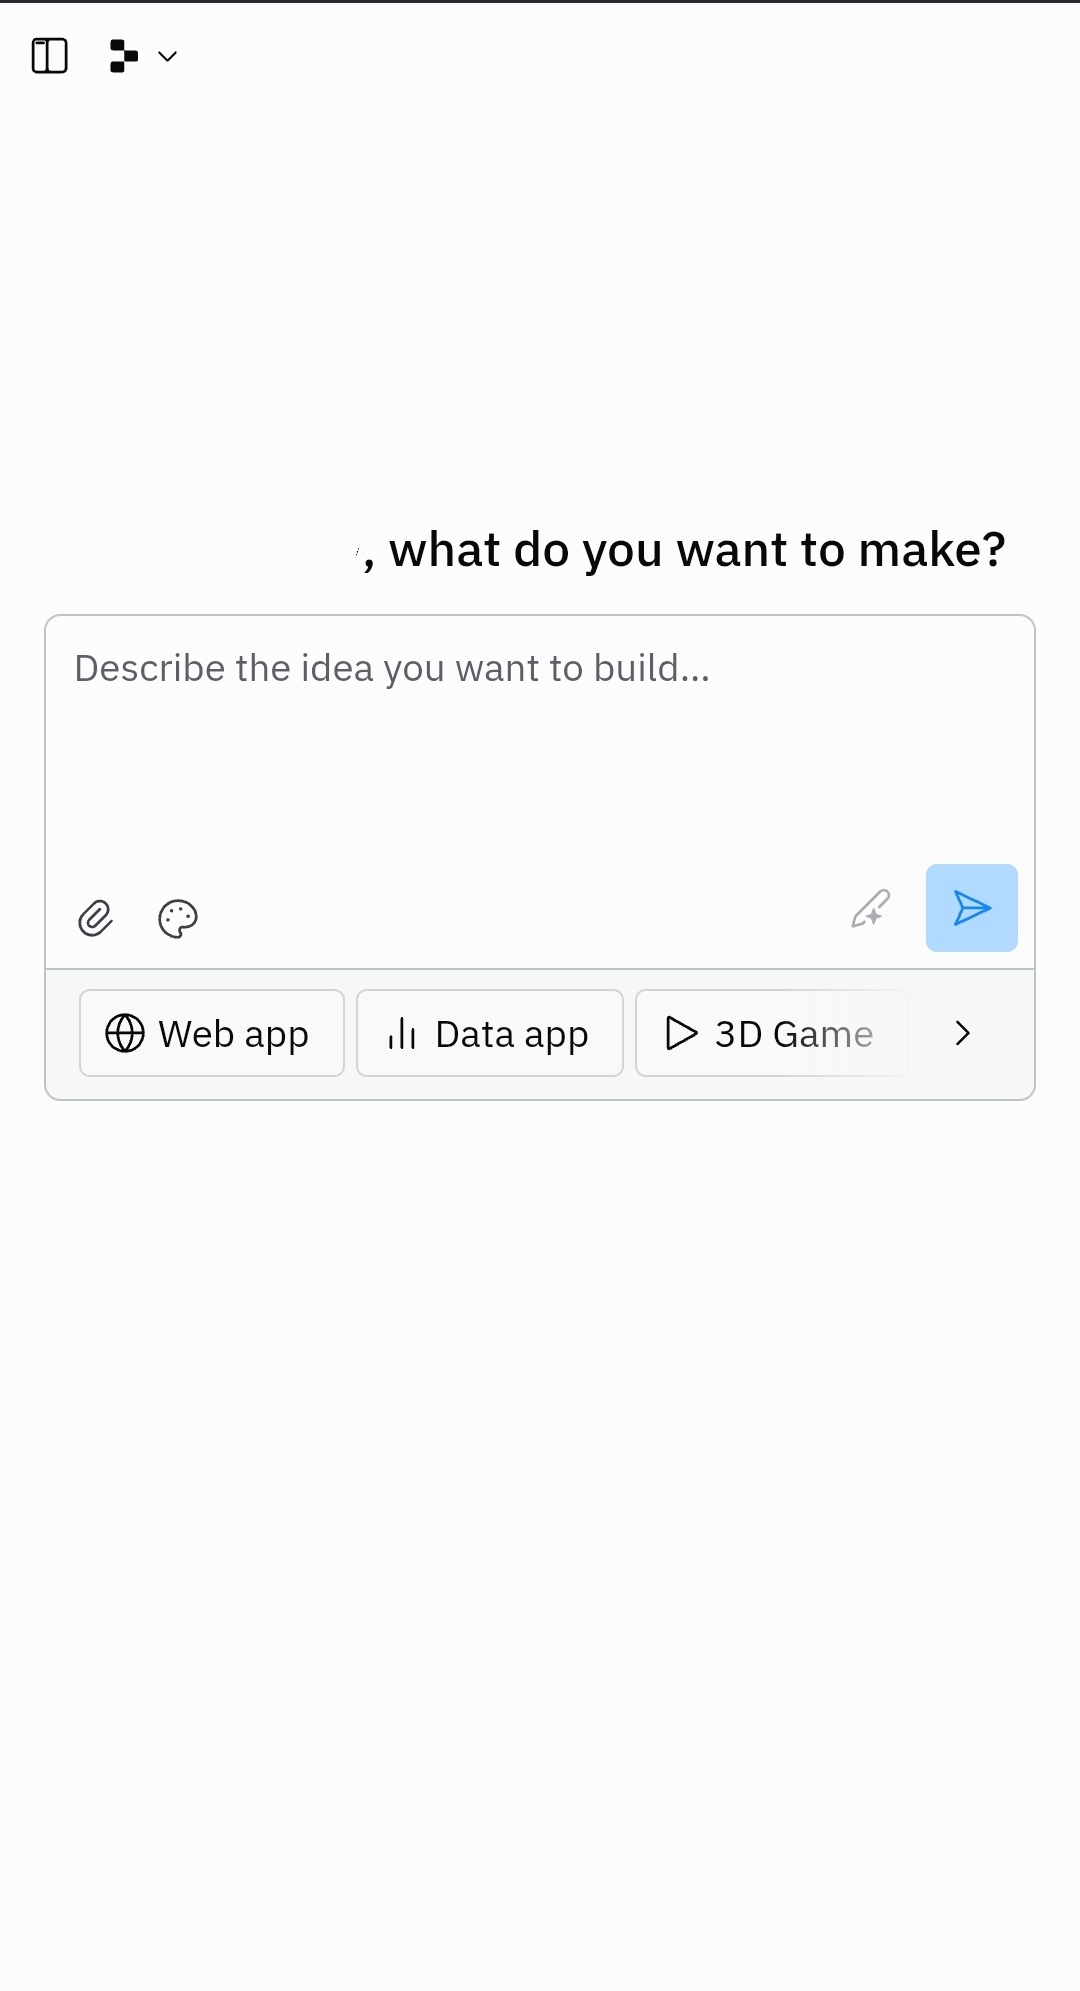 , what do you want to make?
Describe the idea you want to build...
Web app Data app 3D Game